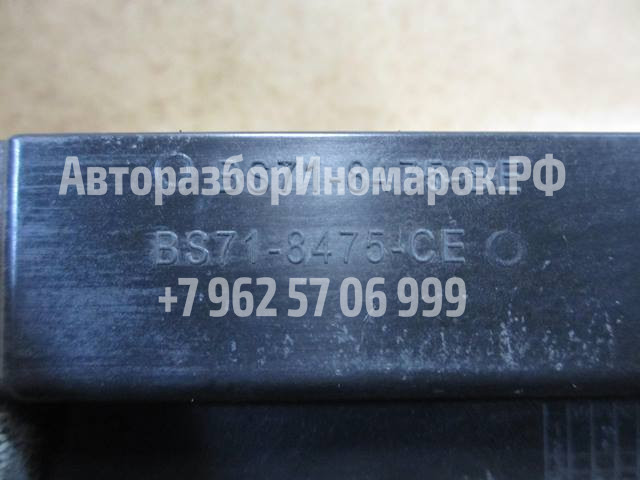 АвторазборИномарок.РФ
BS71-8475-CE
+7 962 57 06 999